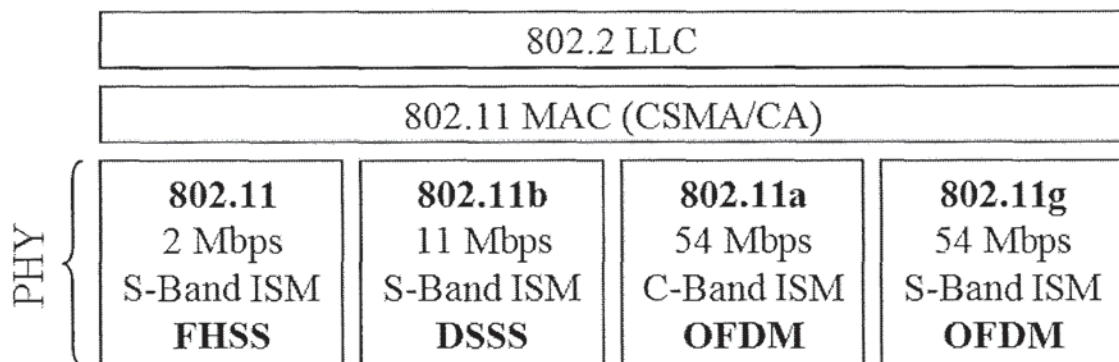 802.2 LLC
802.11 MAC (CSMA/CA)
PHY
802.11
2 Mbps
S-Band ISM
FHSS
802.11b
11 Mbps
S-Band ISM
DSSS
802.11a
54 Mbps
C-Band ISM
OFDM
802.11g
54 Mbps
S-Band ISM
OFDM